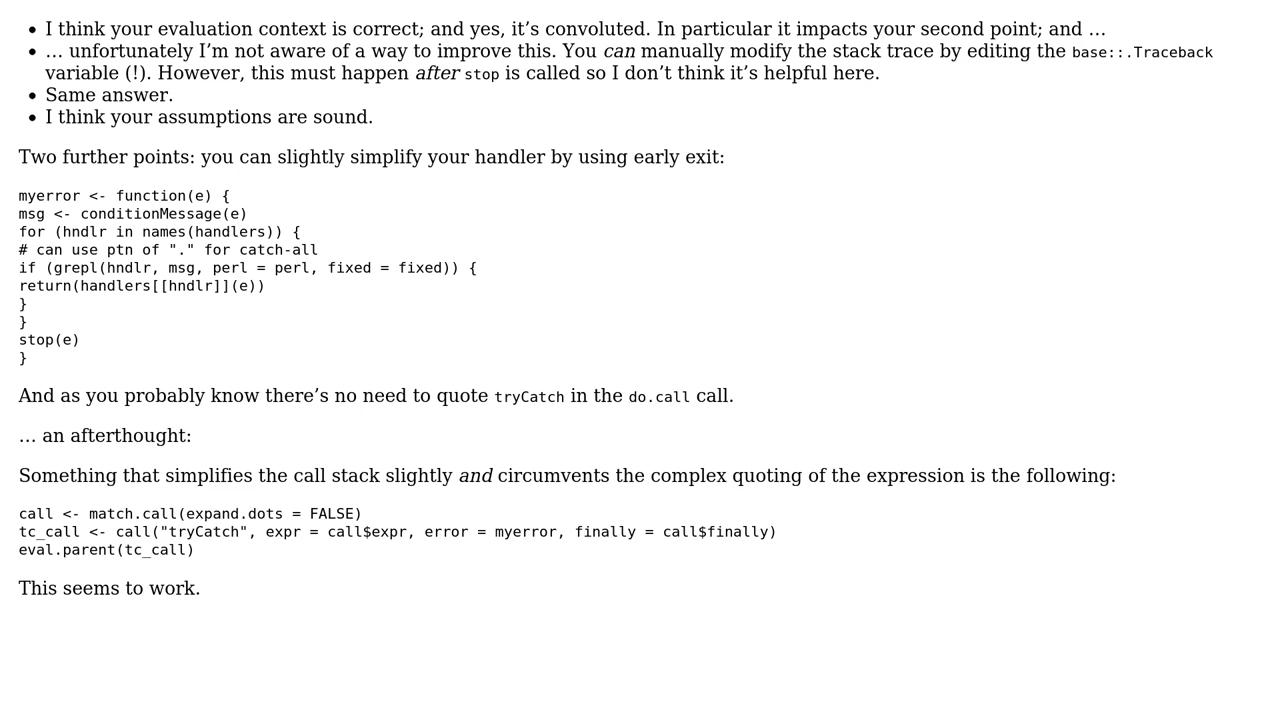 • I think your evaluation context is correct; and yes, it’s convoluted. In particular it impacts your second point; and …
• … unfortunately I’m not aware of a way to improve this. You can manually modify the stack trace by editing the base::.Traceback
variable (!). However, this must happen after stop is called so I don’t think it’s helpful here.
• Same answer.
• I think your assumptions are sound.
Two further points: you can slightly simplify your handler by using early exit:
myerror <- function(e) {
msg <- conditionMessage(e)
for (hndlr in names(handlers)) {
# can use ptn of "." for catch-all
if (grepl(hndlr, msg, perl = perl, fixed = fixed)) {
return(handlers[[hndlr]](e))
}
}
stop(e)
}
And as you probably know there’s no need to quote tryCatch in the do.call call.
… an afterthought:
Something that simplifies the call stack slightly and circumvents the complex quoting of the expression is the following:
call <- match.call(expand.dots = FALSE)
tc_call <- call("tryCatch", expr = call$expr, error = myerror, finally = call$finally)
eval.parent(tc_call)
This seems to work.